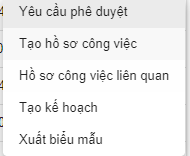 Yêu cầu phê duyệt
Tạo hồ sơ công việc
Hồ sơ công việc liên quan
Tạo kế hoạch
Xuất biểu mẫu